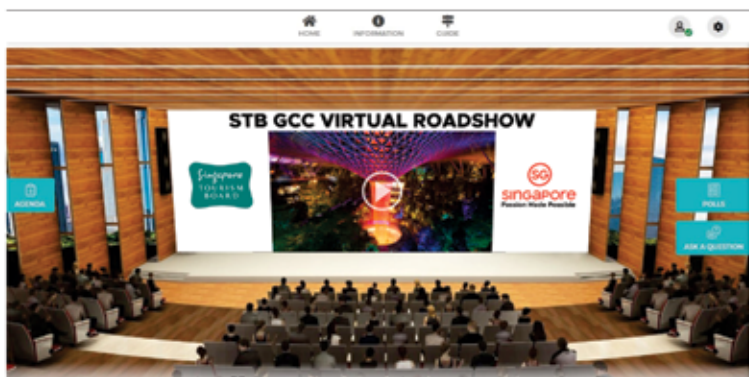 HOME
INFORMATION
GUIDE
STB GCC VIRTUAL ROADSHOW
Singapore
TOURISM
BOARD
SG
SINGAPORE
Passion Made Possible
AGENDA
POLLS
ASK A QUESTION